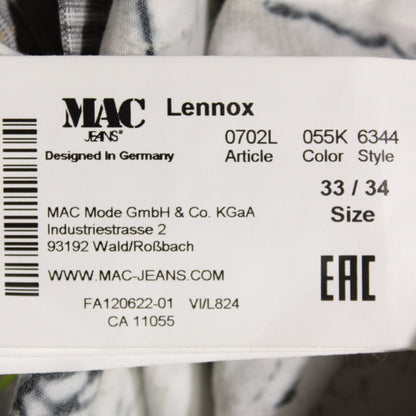 MAC Lennox
JEANS
Designed In Germany
0702L 055K 6344
Article Color Style
33 / 34
Size
MAC Mode GmbH & Co. KGaA
Industriestrasse 2
93192 Wald/Roßbach
WWW.MAC-JEANS.COM
EAC
FA120622-01 VI/L824
CA 11055